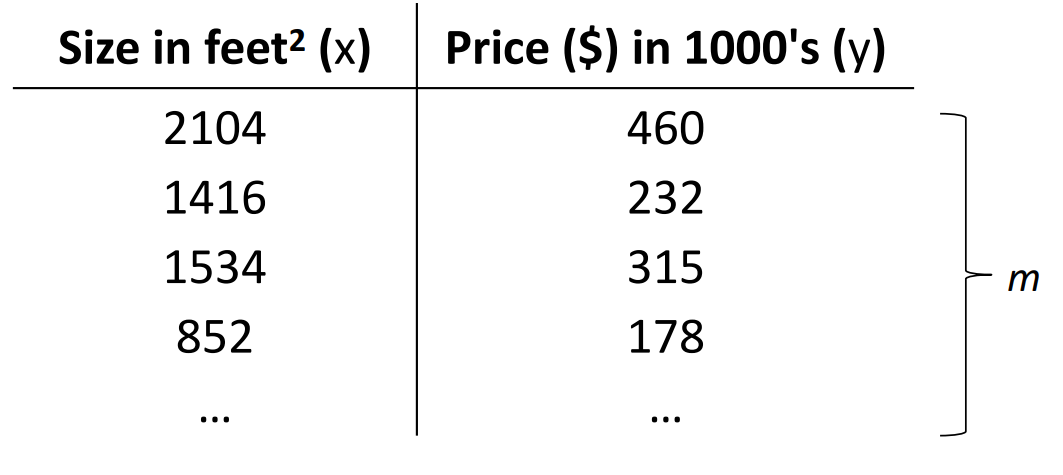 Size in feet² (x) Price ($) in 1000's (y)
2104 460
1416 232
1534 315
m
852 178
... ...